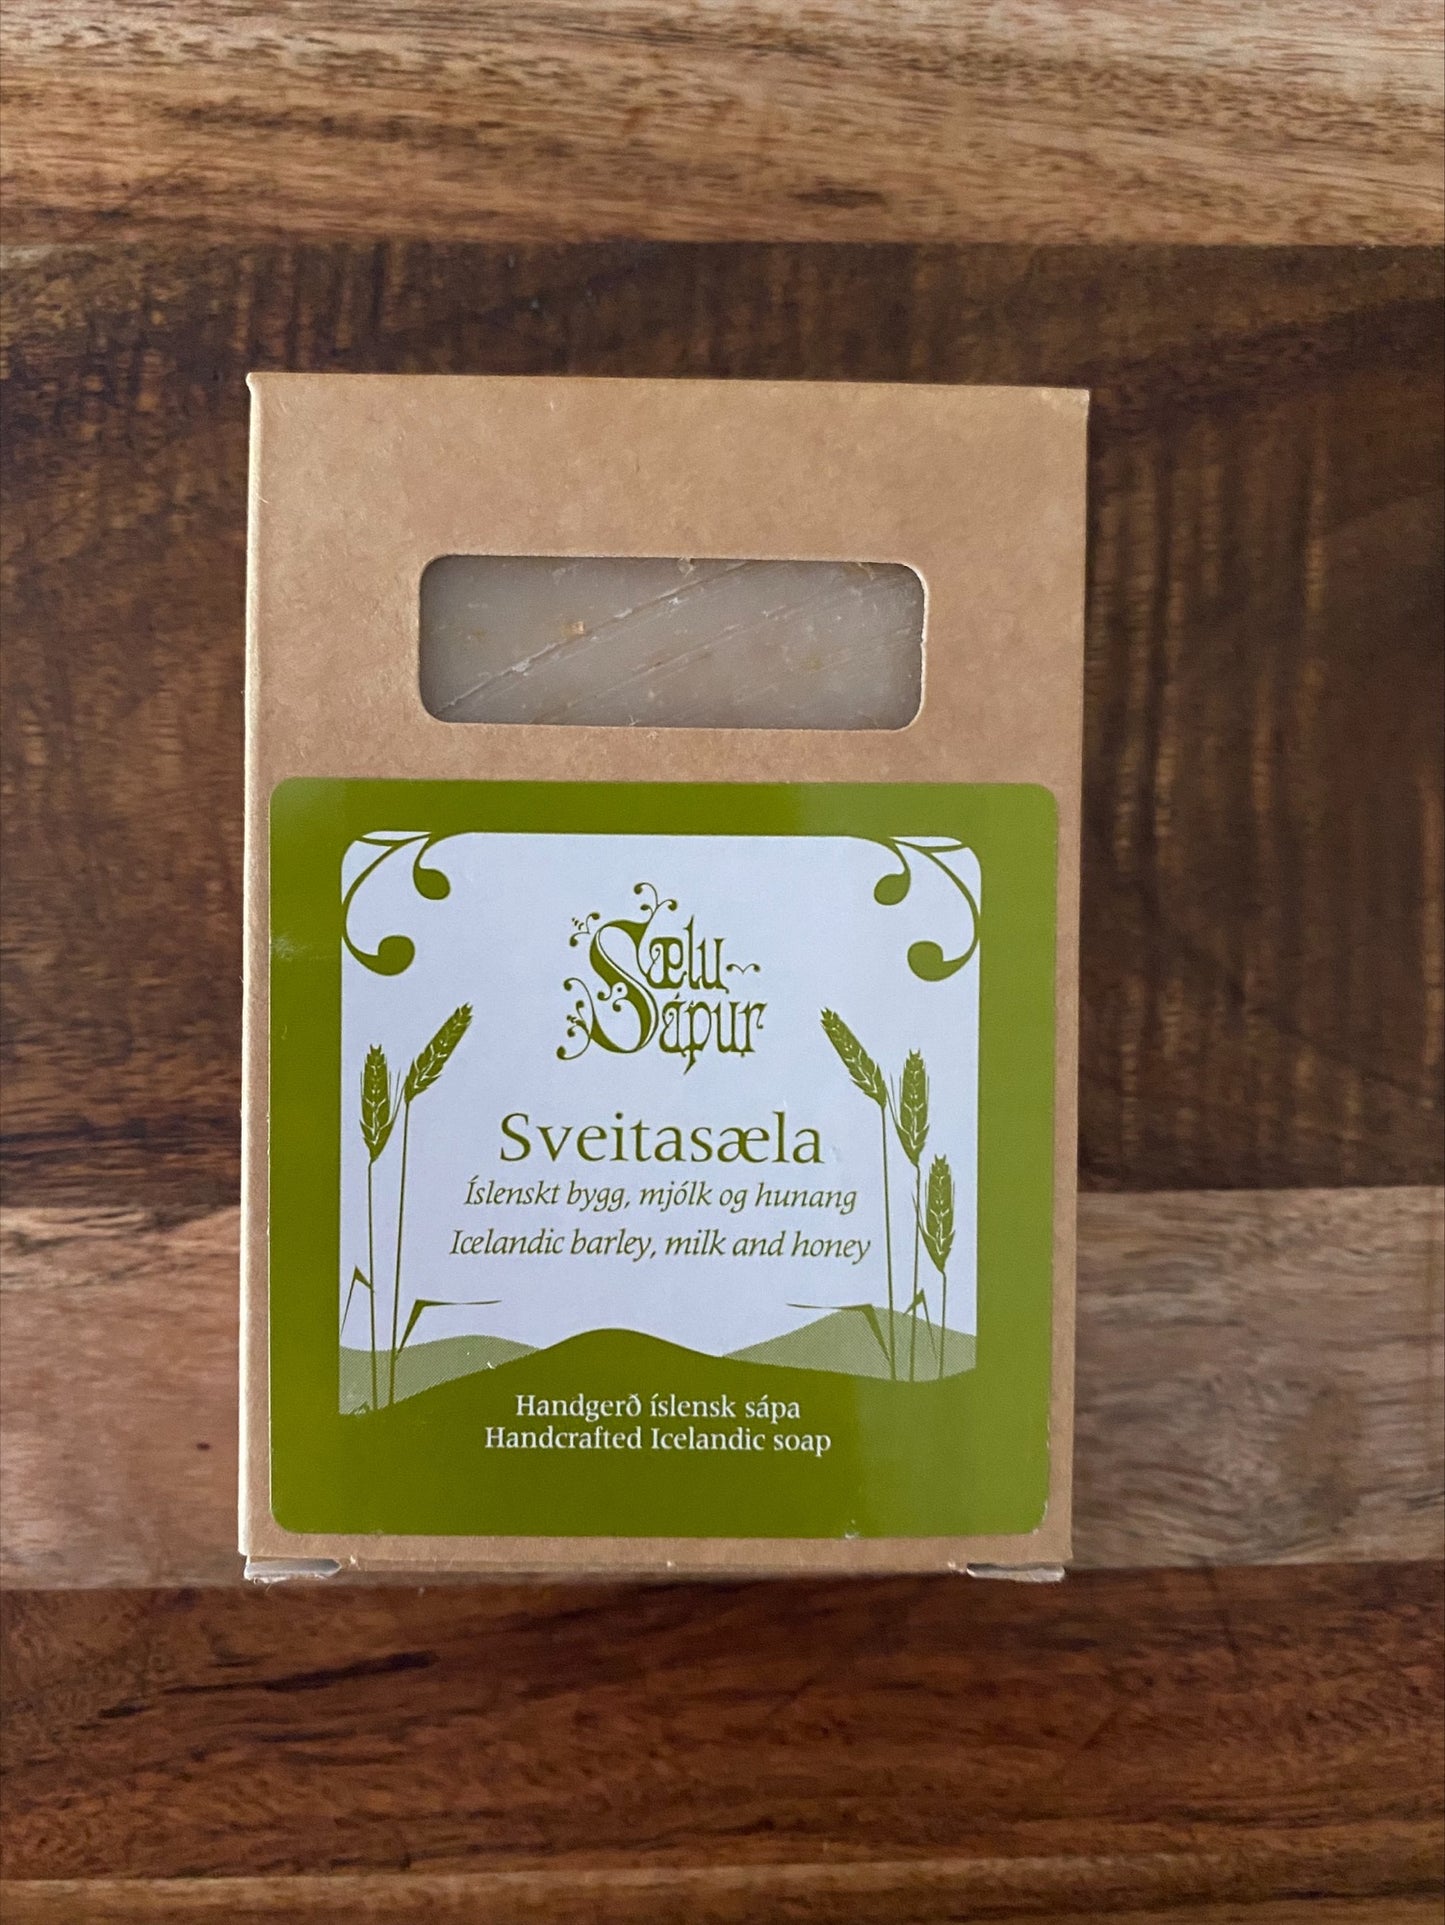 Sælu-
Sápur
Sveitasæla
Íslenskt bygg, mjólk og hunang
Icelandic barley, milk and honey
Handgerð íslensk sápa
Handcrafted Icelandic soap